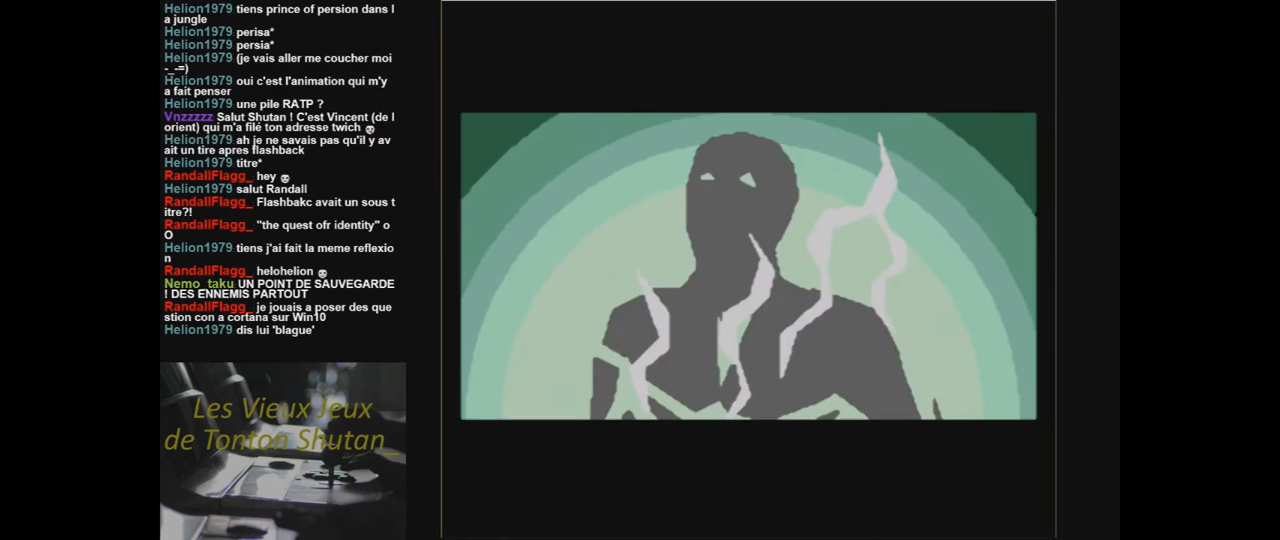 Helion1979 tiens prince of persion dans l
a jungle
Helion1979 perisa*
Helion1979 persia*
Helion1979 (je vais aller me coucher moi
-_-=)
Helion1979 oui c'est l'animation qui m'y
a fait penser
Helion1979 une pile RATP ?
Vnzzzzz Salut Shutan ! C'est Vincent (de l
orient) qui m'a filé ton adresse twich
Helion1979 ah je ne savais pas qu'il y av
ait un tire apres flashback
Helion1979 titre*
RandallFlagg_ hey
Helion1979 salut Randall
RandallFlagg_ Flashbakc avait un sous t
itre?!
RandallFlagg_ "the quest ofr identity" o
O
Helion1979 tiens j'ai fait la meme reflexio
n
RandallFlagg_ helohelion
Nemo_taku UN POINT DE SAUVEGARDE
! DES ENNEMIS PARTOUT
RandallFlagg_ je jouais a poser des que
stion con a cortana sur Win10
Helion1979 dis lui 'blague'
Les Vieux Jeux
de Tonton Shutan_